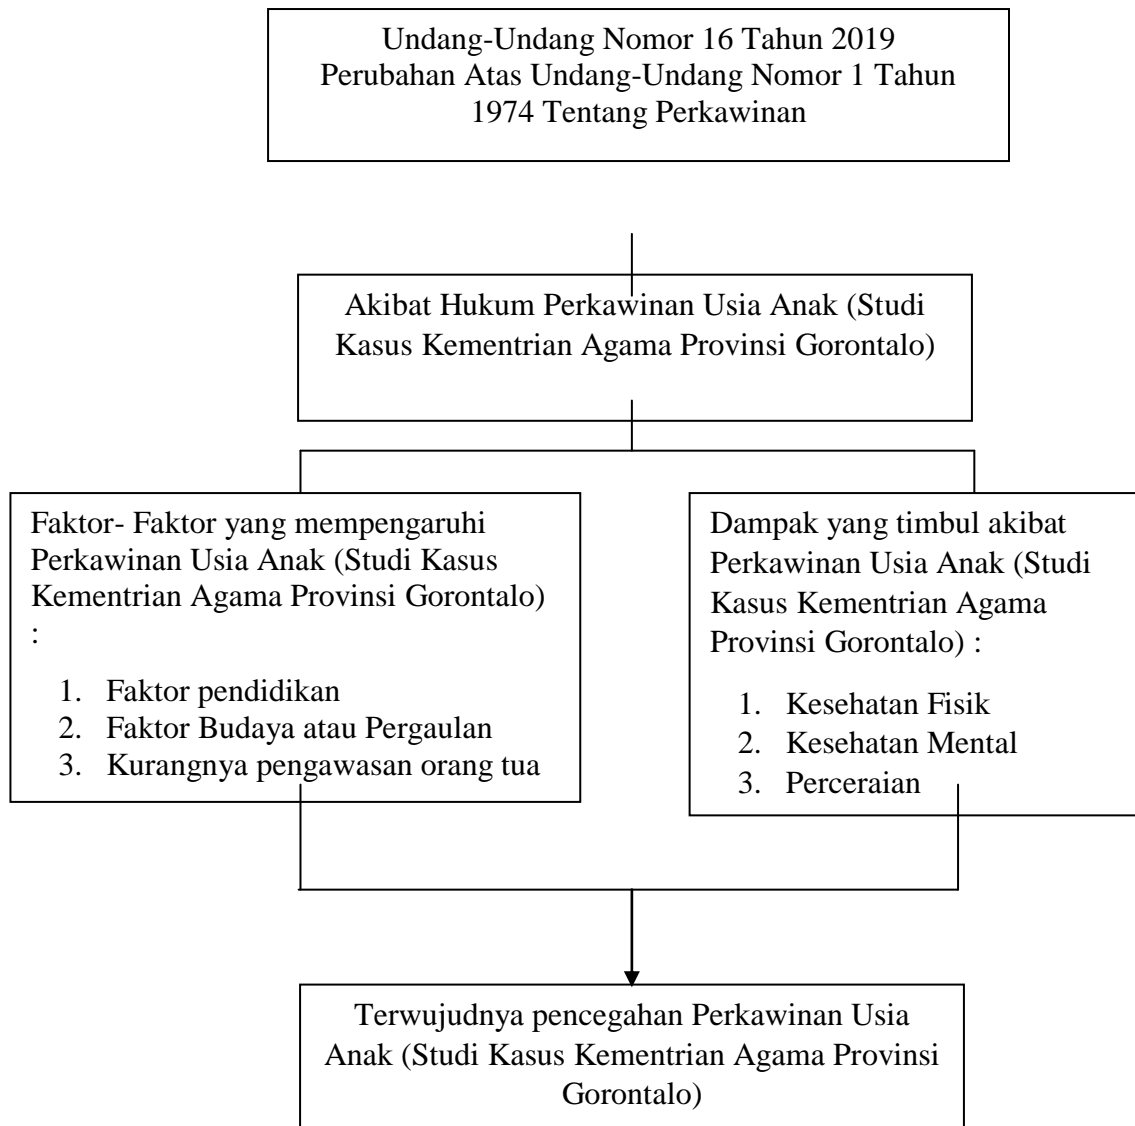 Undang-Undang Nomor 16 Tahun 2019
Perubahan Atas Undang-Undang Nomor 1 Tahun
1974 Tentang Perkawinan
Akibat Hukum Perkawinan Usia Anak (Studi
Kasus Kementrian Agama Provinsi Gorontalo)
Faktor- Faktor yang mempengaruhi
Perkawinan Usia Anak (Studi Kasus
Kementrian Agama Provinsi Gorontalo)
:
1. Faktor pendidikan
2. Faktor Budaya atau Pergaulan
3. Kurangnya pengawasan orang tua
Dampak yang timbul akibat
Perkawinan Usia Anak (Studi
Kasus Kementrian Agama
Provinsi Gorontalo) :
1. Kesehatan Fisik
2. Kesehatan Mental
3. Perceraian
Terwujudnya pencegahan Perkawinan Usia
Anak (Studi Kasus Kementrian Agama Provinsi
Gorontalo)